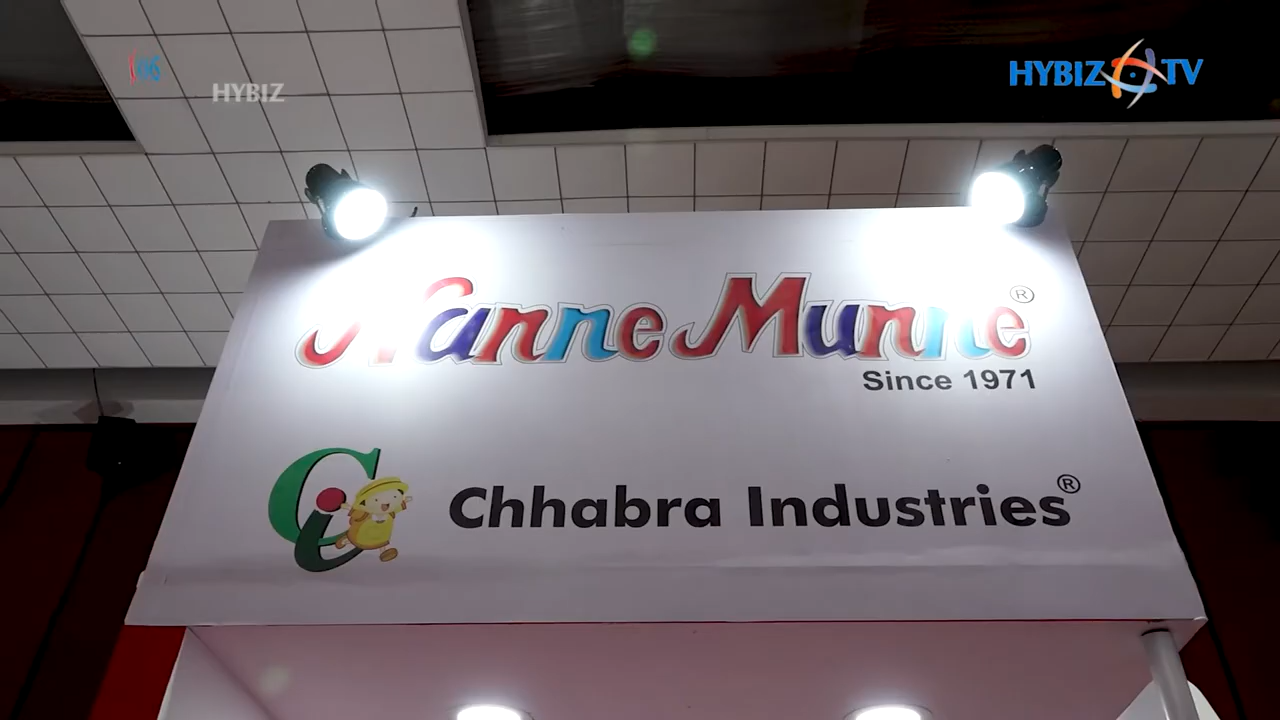 HYBIZ TV
HYBIZ
Nanne Munne ®
Since 1971
Chhabra Industries ®